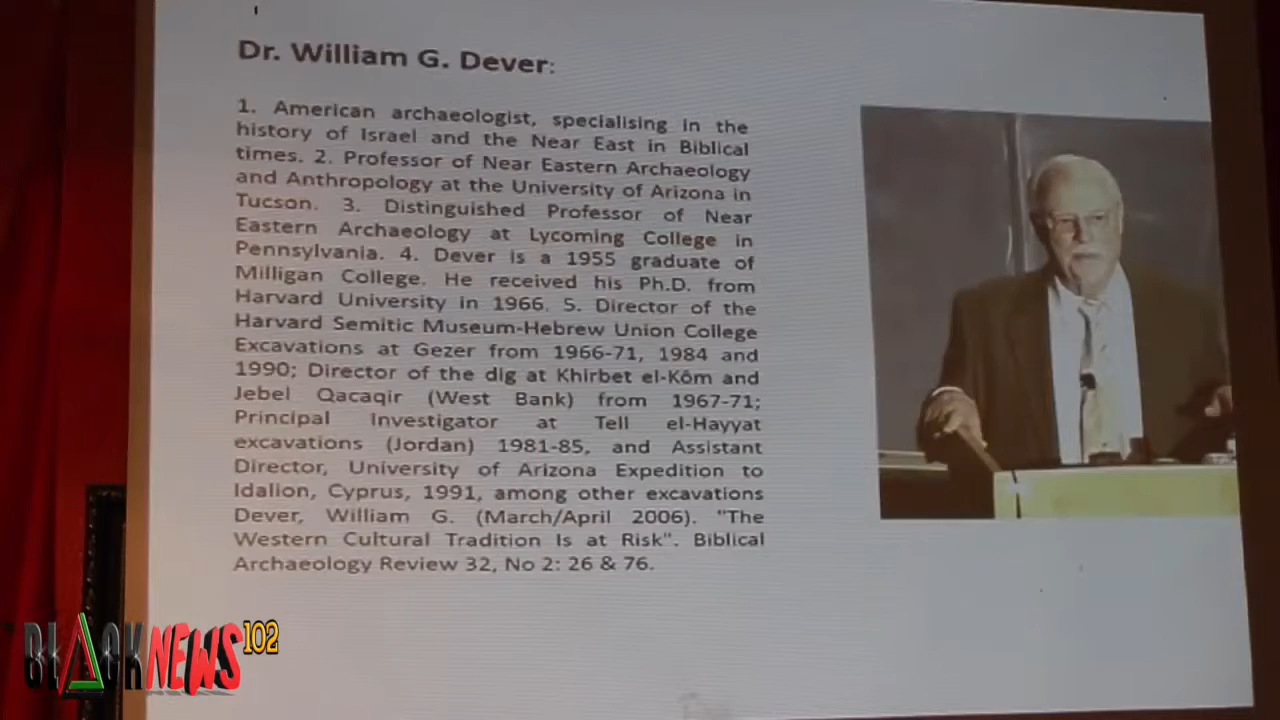 Dr. William G. Dever:
1. American archaeologist, specialising in the
history of Israel and the Near East in Biblical
times. 2. Professor of Near Eastern Archaeology
and Anthropology at the University of Arizona in
Tucson. 3. Distinguished Professor of Near
Eastern Archaeology at Lycoming College in
Pennsylvania. 4. Dever is a 1955 graduate of
Milligan College. He received his Ph.D. from
Harvard University in 1966. 5. Director of the
Harvard Semitic Museum-Hebrew Union College
Excavations at Gezer from 1966-71, 1984 and
1990; Director of the dig at Khirbet el-Kôm and
Jebel Qacaqir (West Bank) from 1967-71;
Principal Investigator at Tell el-Hayyat
excavations (Jordan) 1981-85, and Assistant
Director, University of Arizona Expedition to
Idalion, Cyprus, 1991, among other excavations
Dever, William G. (March/April 2006). "The
Western Cultural Tradition Is at Risk". Biblical
Archaeology Review 32, No 2: 26 & 76.
BLACKNEWS102